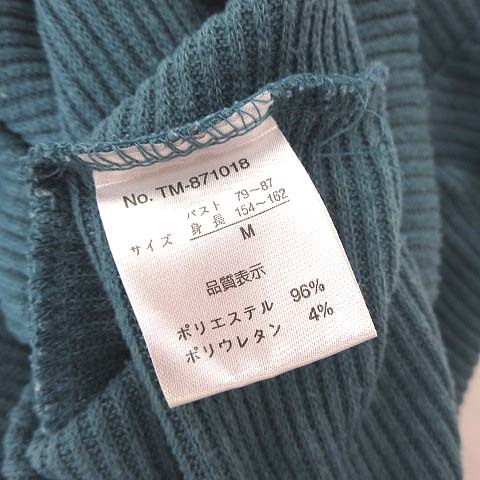 No. TM-871018
バスト 79〜87
サイズ 身長 154〜162
M
品質表示
ポリエステル 96%
ポリウレタン 4%